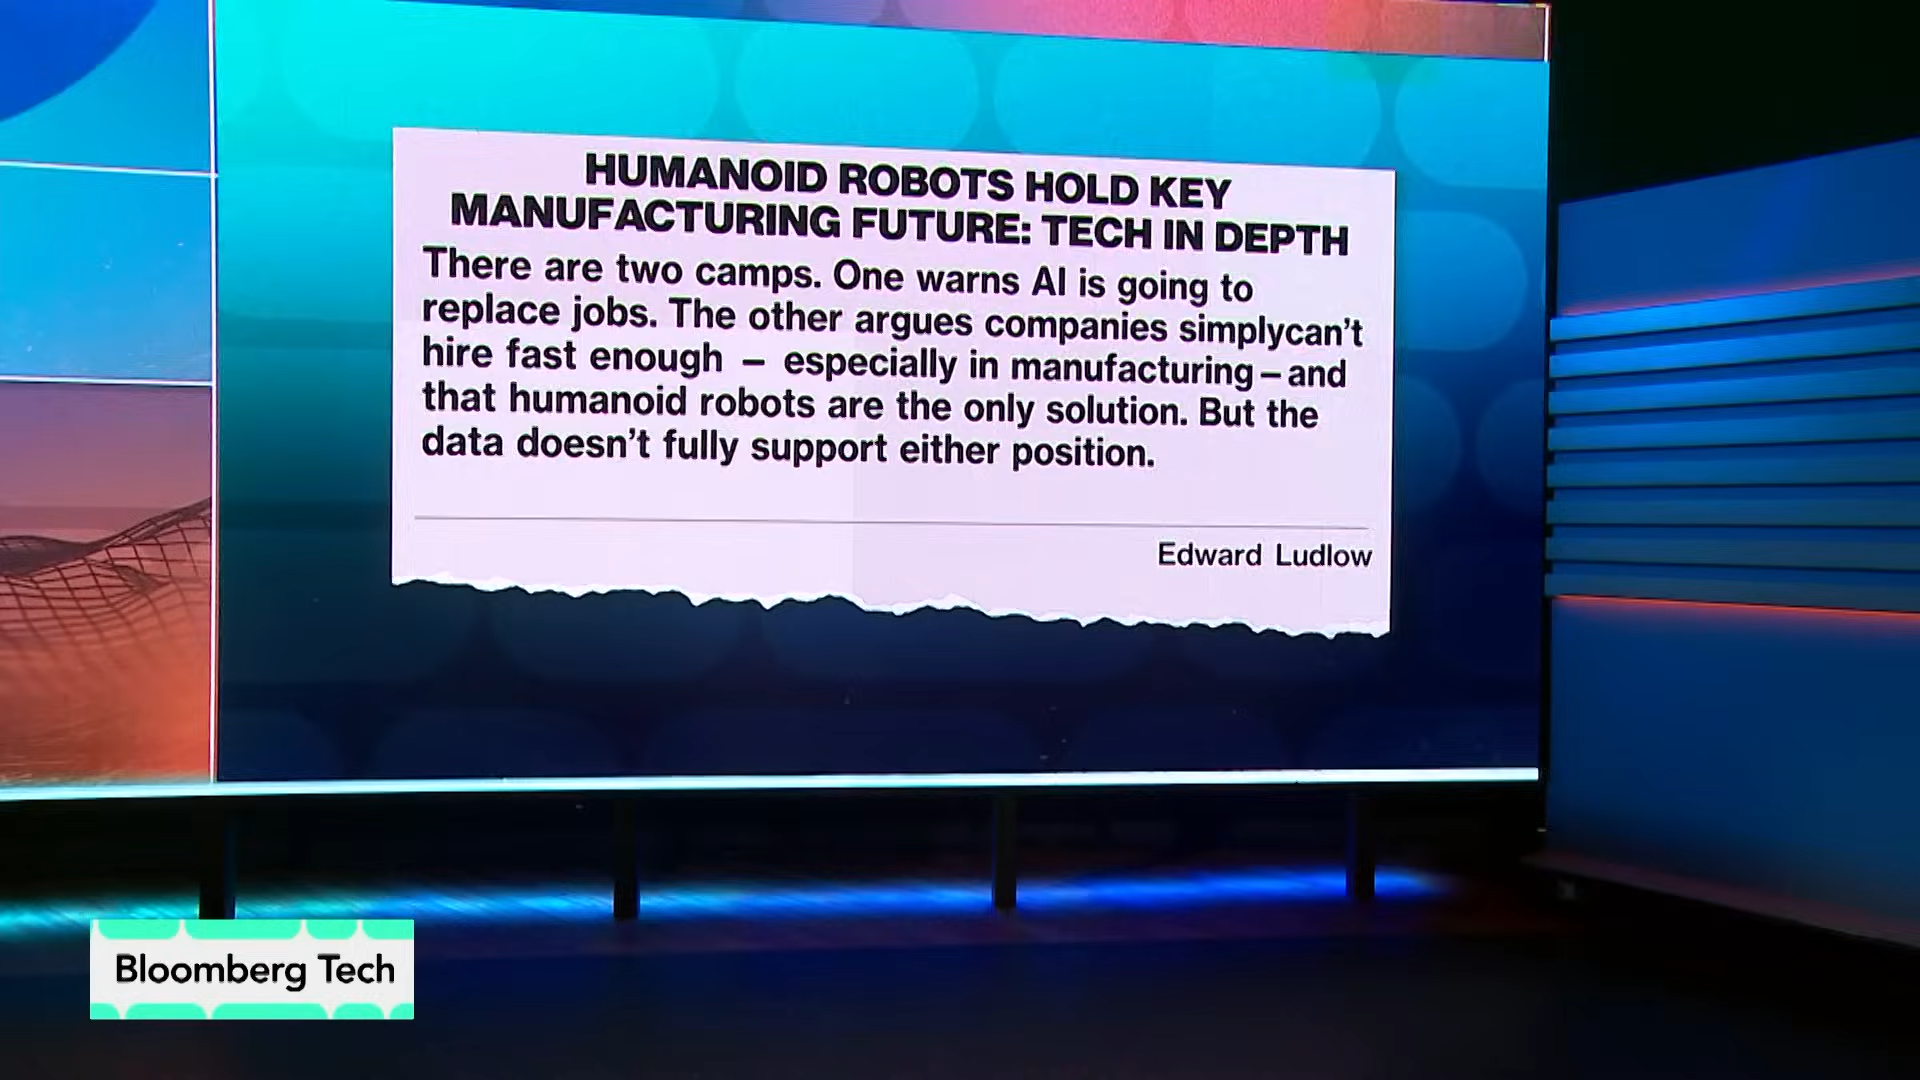 HUMANOID ROBOTS HOLD KEY
MANUFACTURING FUTURE: TECH IN DEPTH
There are two camps. One warns AI is going to
replace jobs. The other argues companies simplycan't
hire fast enough – especially in manufacturing – and
that humanoid robots are the only solution. But the
data doesn't fully support either position.
Edward Ludlow
Bloomberg Tech